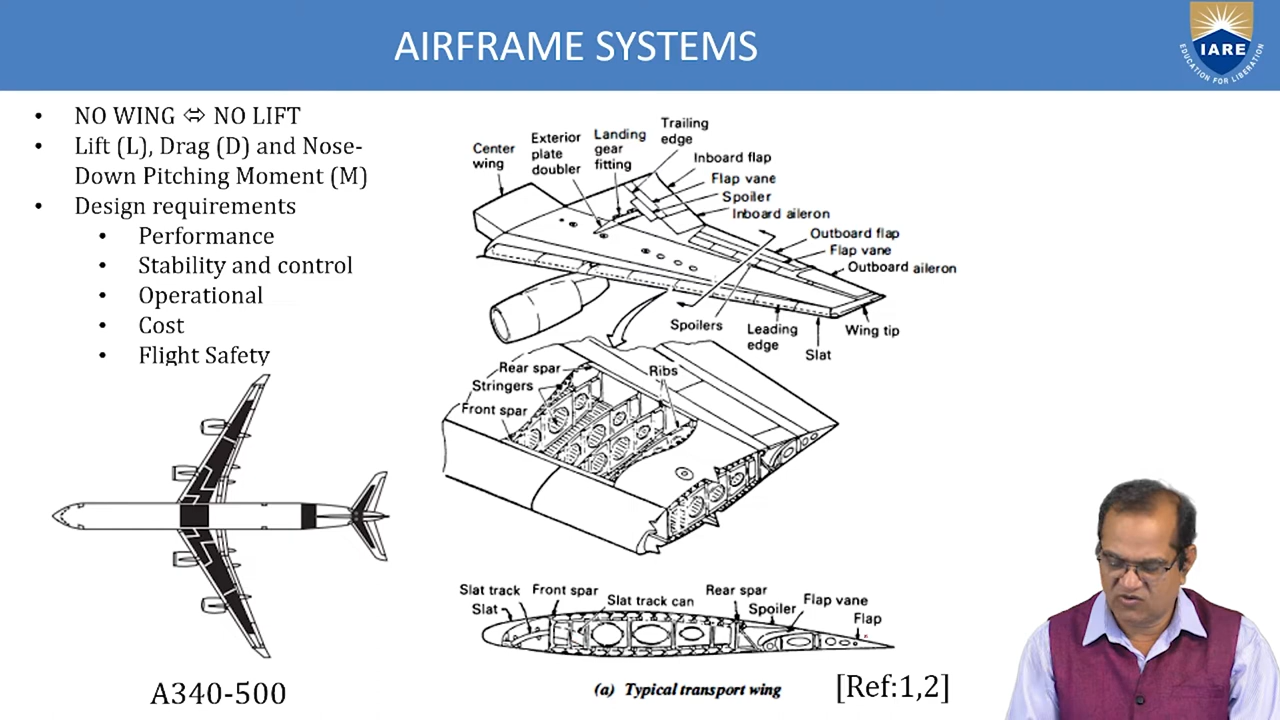 AIRFRAME SYSTEMS
IARE
EDUCATION FOR LIBERATION
• NO WING ⇔ NO LIFT
• Lift (L), Drag (D) and Nose-
Down Pitching Moment (M)
• Design requirements
• Performance
• Stability and control
• Operational
• Cost
• Flight Safety
A340-500
Center
wing
Exterior
plate
doubler
Landing
gear
fitting
Trailing
edge
Inboard flap
Flap vane
Spoiler
Inboard aileron
Outboard flap
Flap vane
Outboard aileron
Spoilers
Leading
edge
Slat
Wing tip
Rear spar
Stringers
Front spar
Ribs
Slat track
Slat
Front spar
Slat track can
Rear spar
Spoiler
Flap vane
Flap
(a) Typical transport wing
[Ref:1,2]